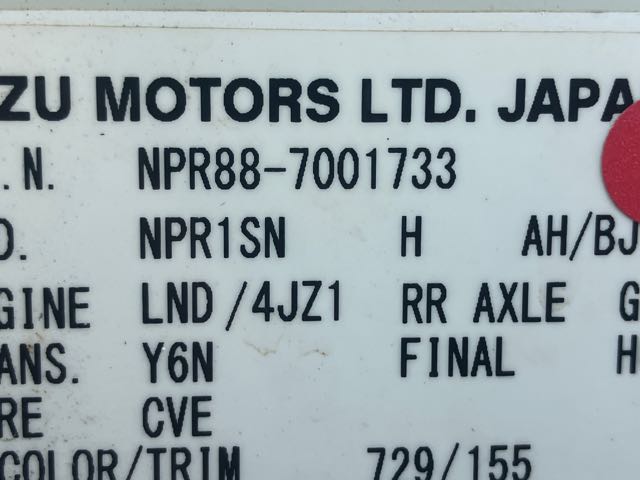 ZU MOTORS LTD. JAPA
.N. NPR88-7001733
D. NPR1SN H AH/BJ
GINE LND/4JZ1 RR AXLE G
ANS. Y6N FINAL H
RE CVE
COLOR/TRIM 729/155